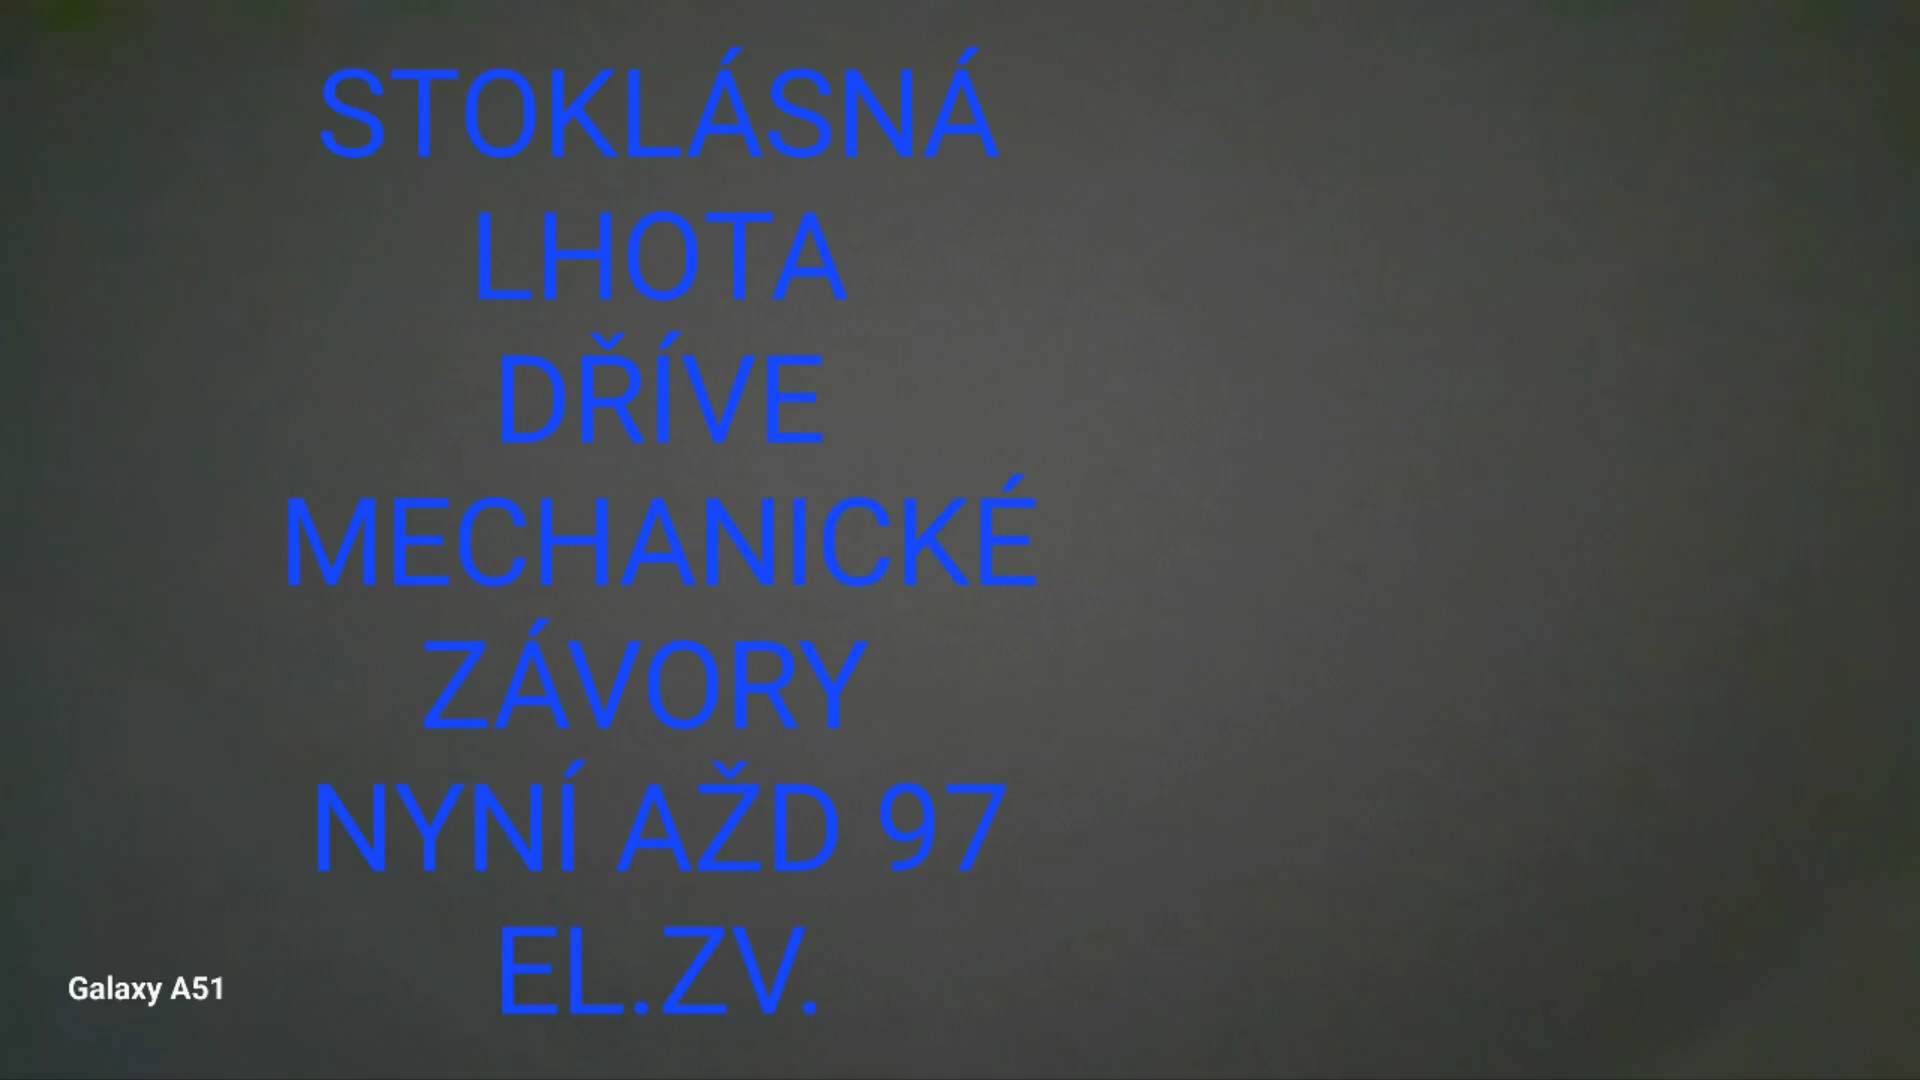 STOKLÁSNÁ
LHOTA
DŘÍVE
MECHANICKÉ
ZÁVORY
NYNÍ AŽD 97
EL.ZV.
Galaxy A51